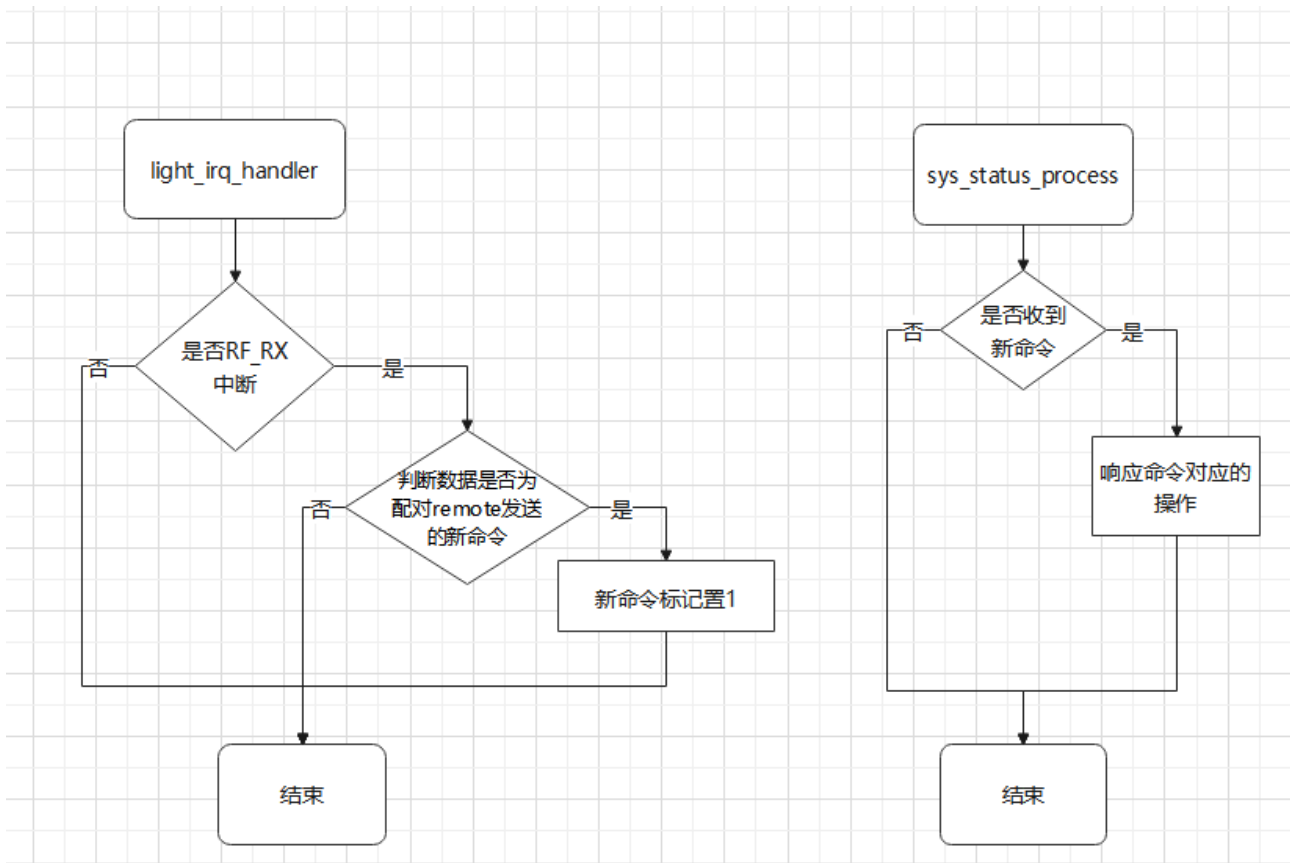 light_irq_handler
是否RF_RX
中断
否
是
判断数据是否为
配对remote发送
的新命令
否
是
新命令标记置1
结束
sys_status_process
是否收到
新命令
否
是
响应命令对应的
操作
结束